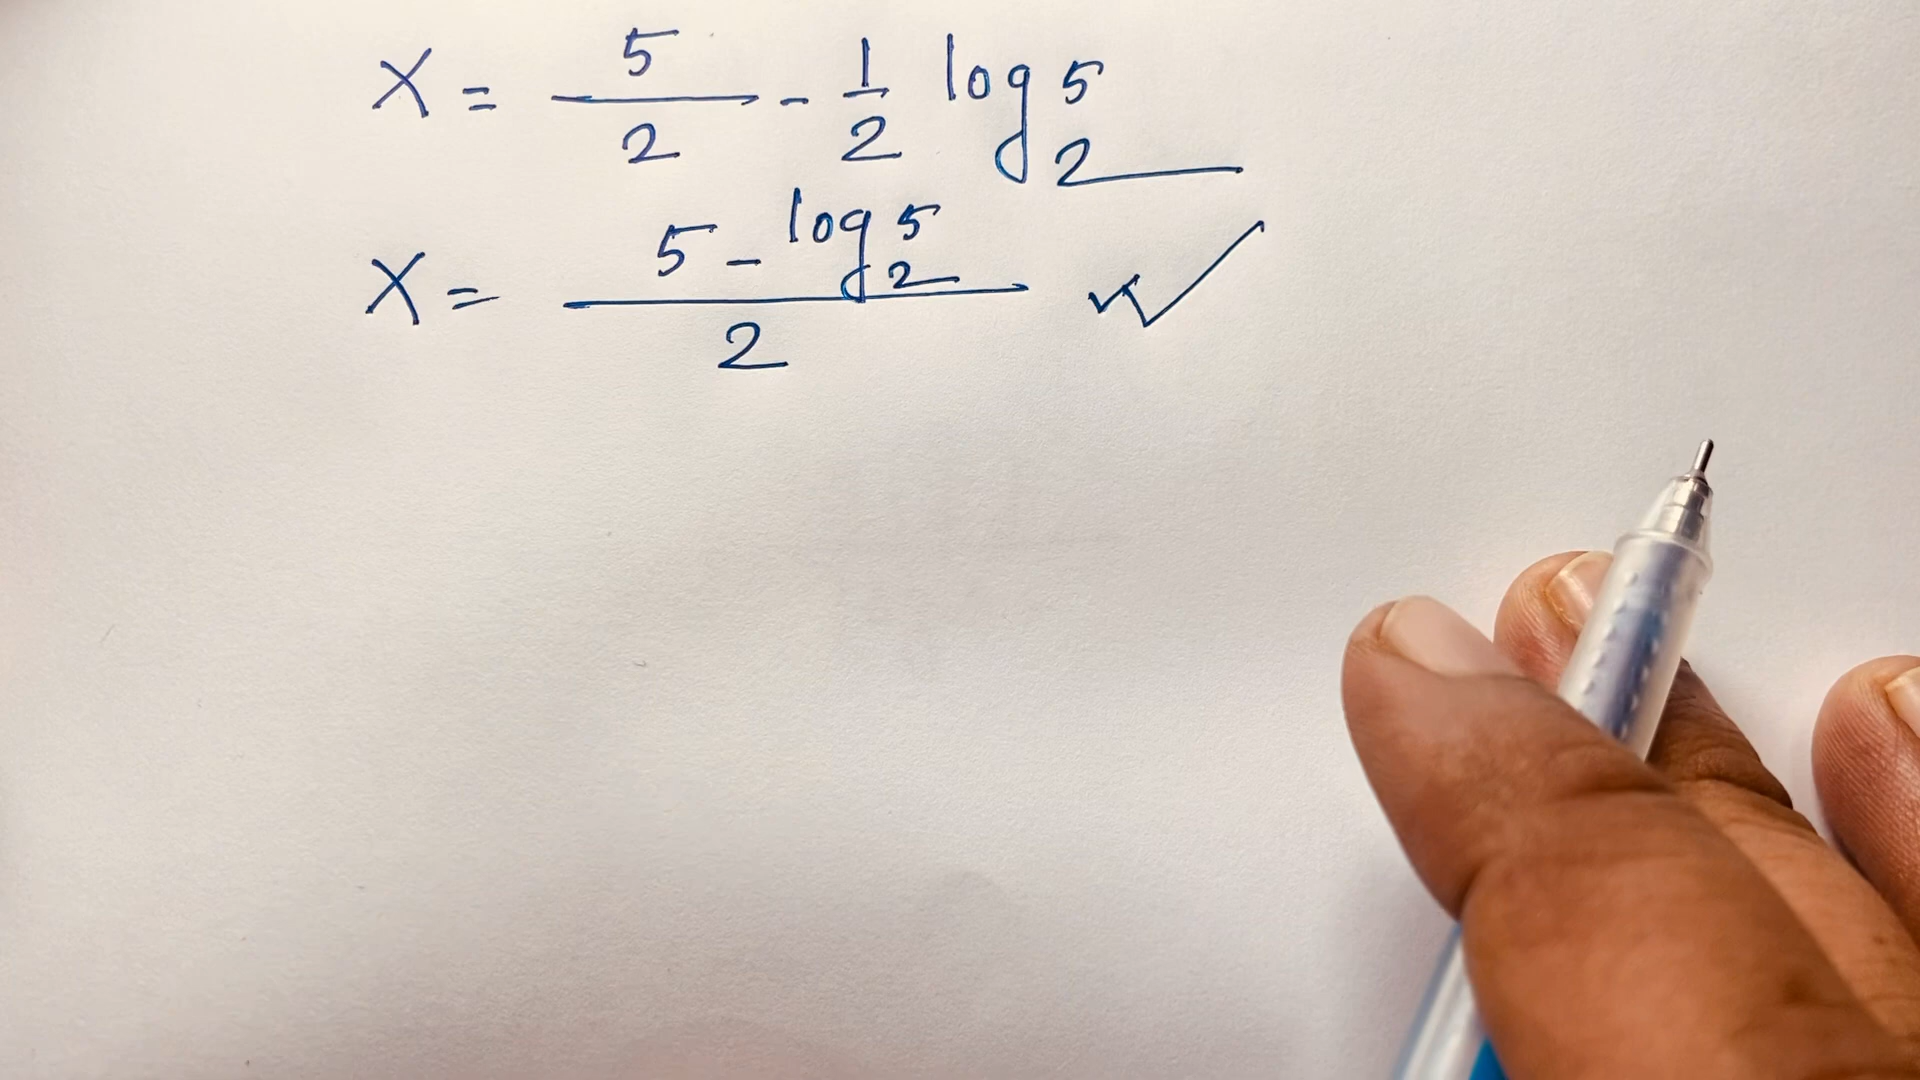 X = 5/2 - 1/2 log₂5
X = (5 - log₂5)/2 ✓